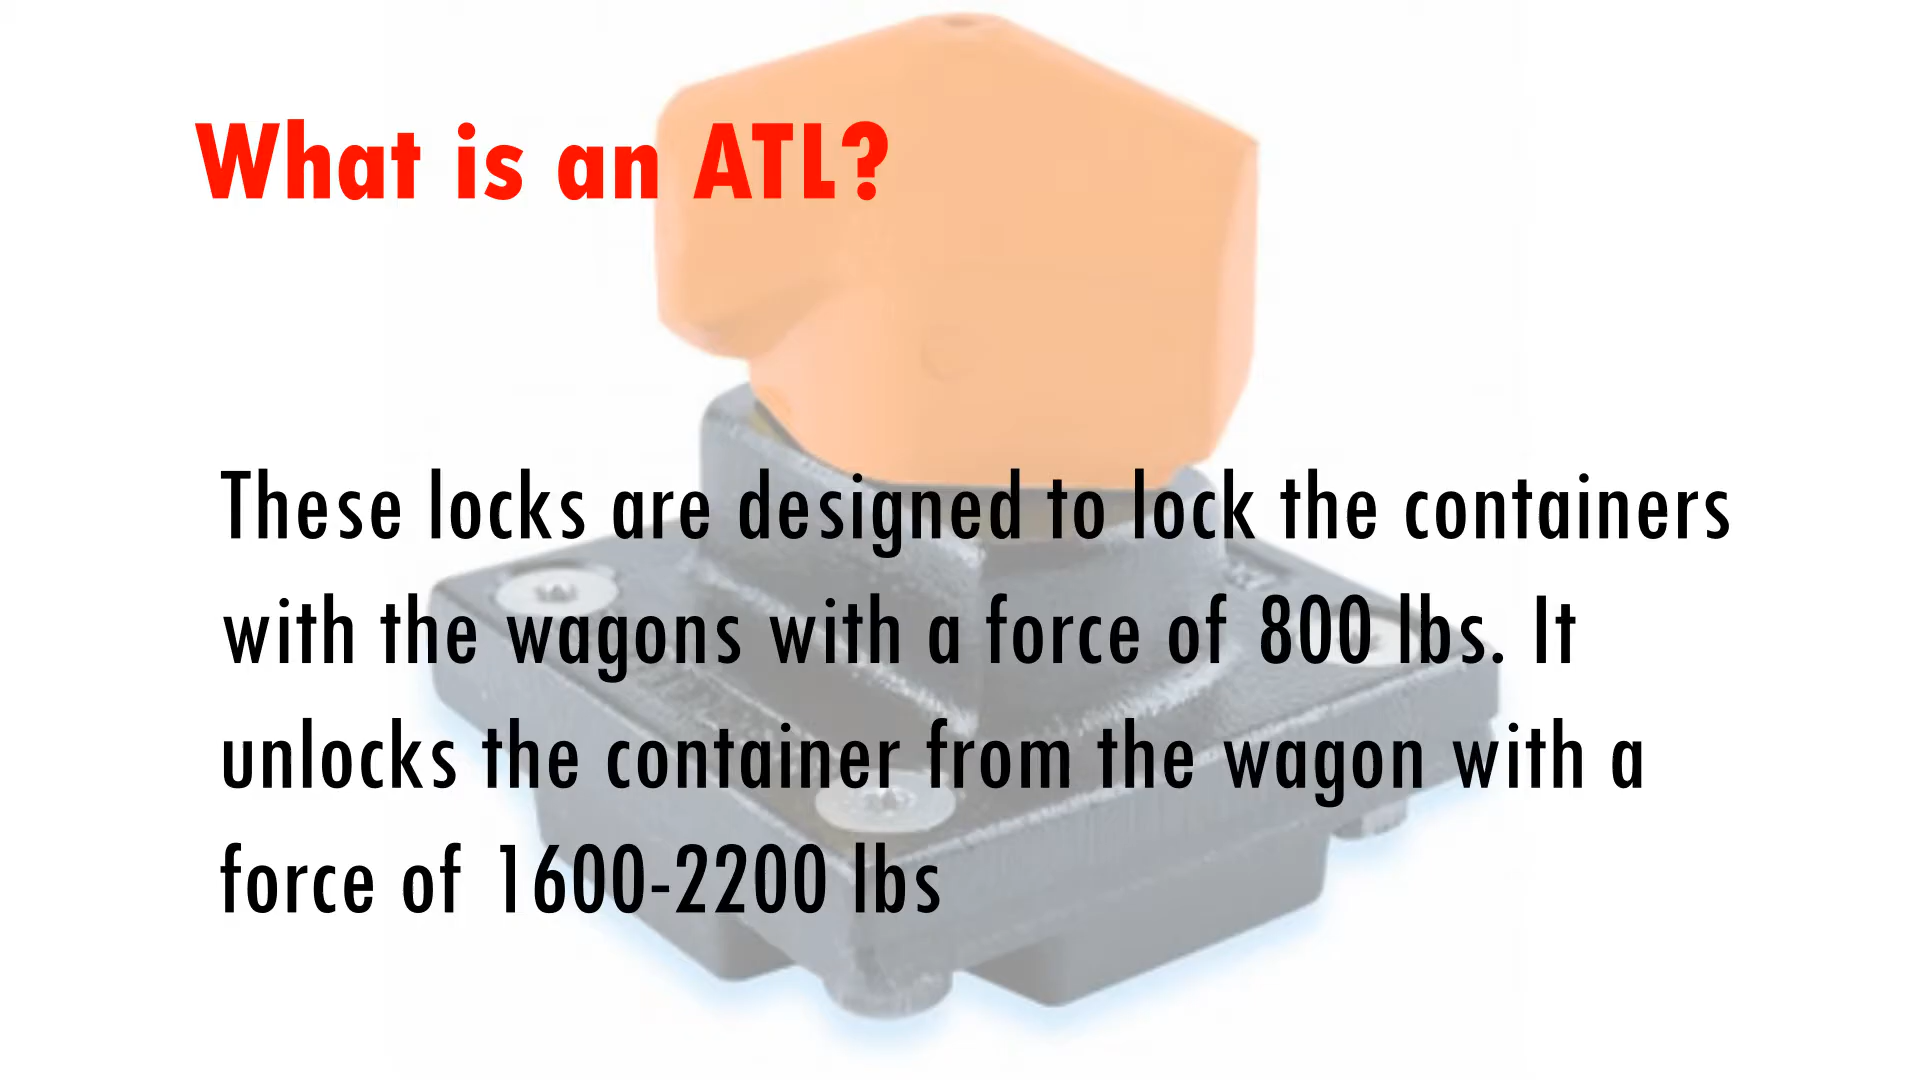 What is an ATL?
These locks are designed to lock the containers
with the wagons with a force of 800 lbs. It
unlocks the container from the wagon with a
force of 1600-2200 lbs